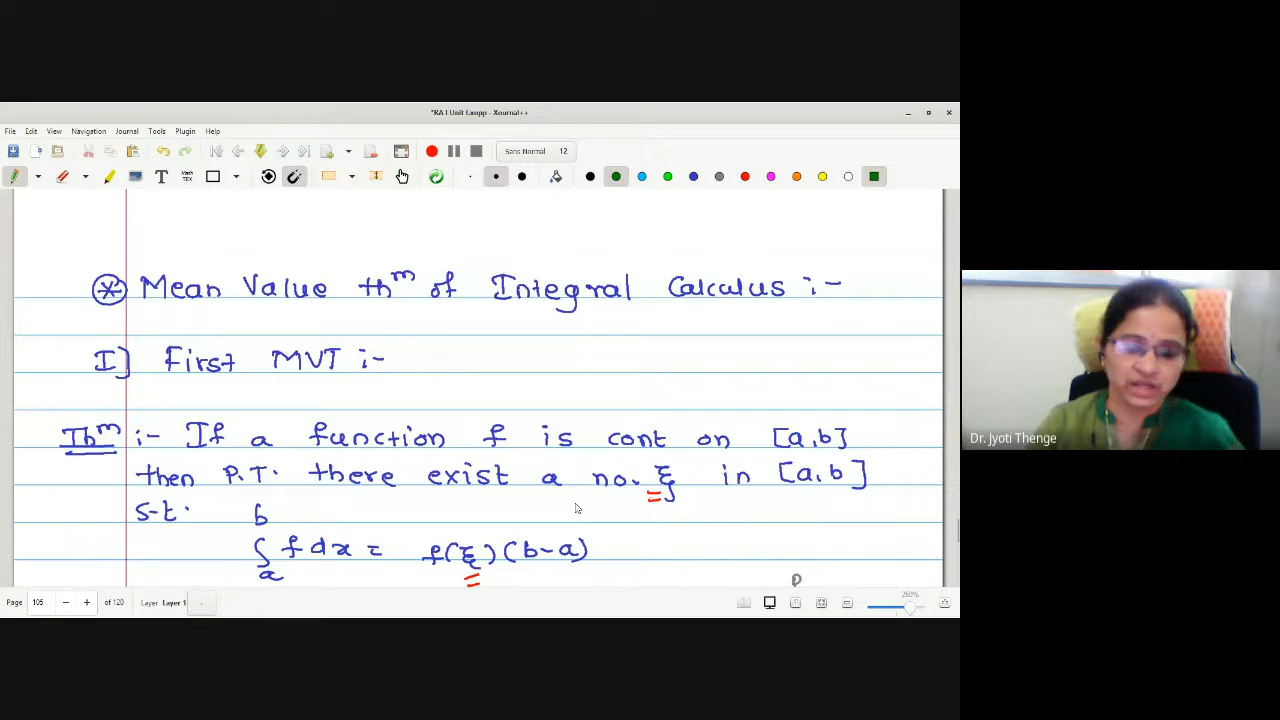 *RA I Unit I.xopp - Xournal++
File Edit View Navigation Journal Tools Plugin Help
Sans Normal 12
* Mean Value thm of Integral Calculus :-
I] First MVT :-
Thm :- If a function f is cont on [a,b]
then P.T. there exist a no. ξ in [a,b]
s.t. b
∫ f dx = f(ξ)(b-a)
a
Page 105 of 120 Layer Layer 1 260%
Dr. Jyoti Thenge